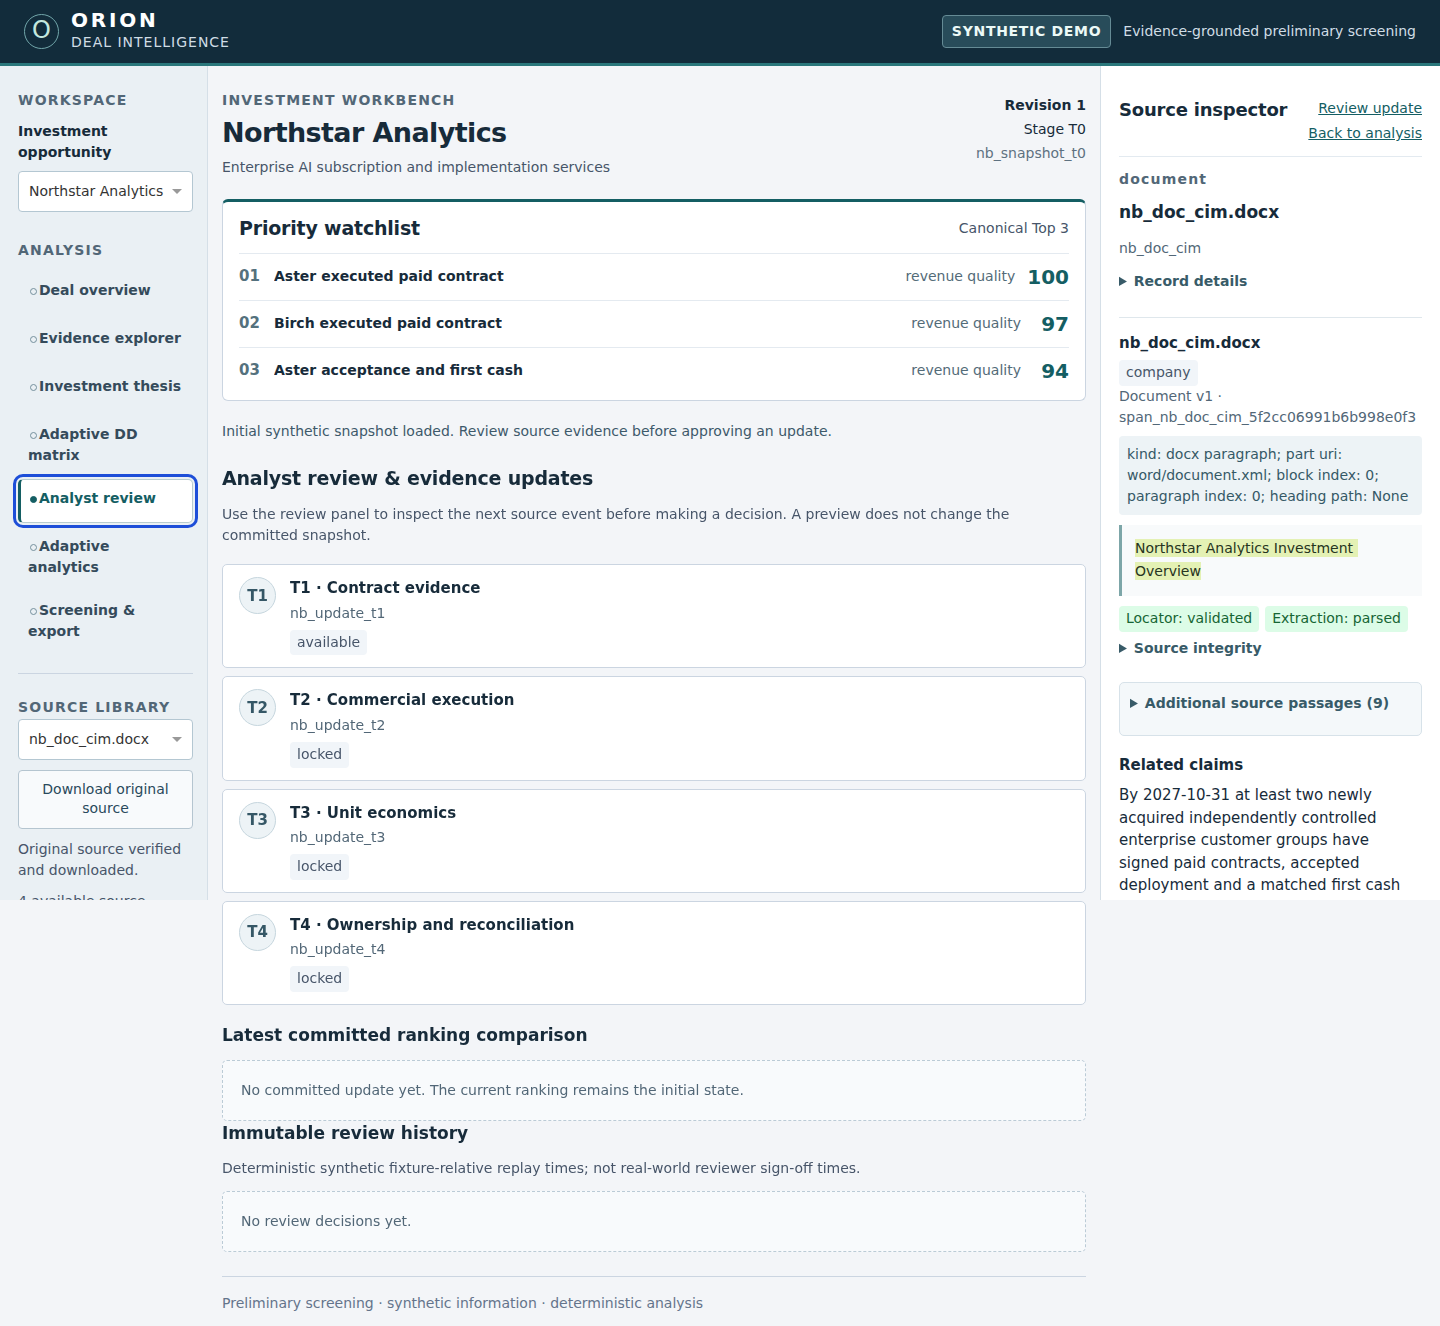 O
ORION
DEAL INTELLIGENCE
SYNTHETIC DEMO
Evidence-grounded preliminary screening
WORKSPACE
Investment
opportunity
Northstar Analytics
ANALYSIS
Deal overview
Evidence explorer
Investment thesis
Adaptive DD
matrix
Analyst review
Adaptive
analytics
Screening &
export
SOURCE LIBRARY
nb_doc_cim.docx
Download original
source
Original source verified
and downloaded.
INVESTMENT WORKBENCH
Northstar Analytics
Enterprise AI subscription and implementation services
Revision 1
Stage T0
nb_snapshot_t0
Priority watchlist
Canonical Top 3
01 Aster executed paid contract revenue quality 100
02 Birch executed paid contract revenue quality 97
03 Aster acceptance and first cash revenue quality 94
Initial synthetic snapshot loaded. Review source evidence before approving an update.
Analyst review & evidence updates
Use the review panel to inspect the next source event before making a decision. A preview does not change the
committed snapshot.
T1
T1 · Contract evidence
nb_update_t1
available
T2
T2 · Commercial execution
nb_update_t2
locked
T3
T3 · Unit economics
nb_update_t3
locked
T4
T4 · Ownership and reconciliation
nb_update_t4
locked
Latest committed ranking comparison
No committed update yet. The current ranking remains the initial state.
Immutable review history
Deterministic synthetic fixture-relative replay times; not real-world reviewer sign-off times.
No review decisions yet.
Preliminary screening · synthetic information · deterministic analysis
Source inspector
Review update
Back to analysis
document
nb_doc_cim.docx
nb_doc_cim
Record details
nb_doc_cim.docx
company
Document v1 ·
span_nb_doc_cim_5f2cc06991b6b998e0f3
kind: docx paragraph; part uri:
word/document.xml; block index: 0;
paragraph index: 0; heading path: None
Northstar Analytics Investment
Overview
Locator: validated
Extraction: parsed
Source integrity
Additional source passages (9)
Related claims
By 2027-10-31 at least two newly
acquired independently controlled
enterprise customer groups have
signed paid contracts, accepted
deployment and a matched first cash